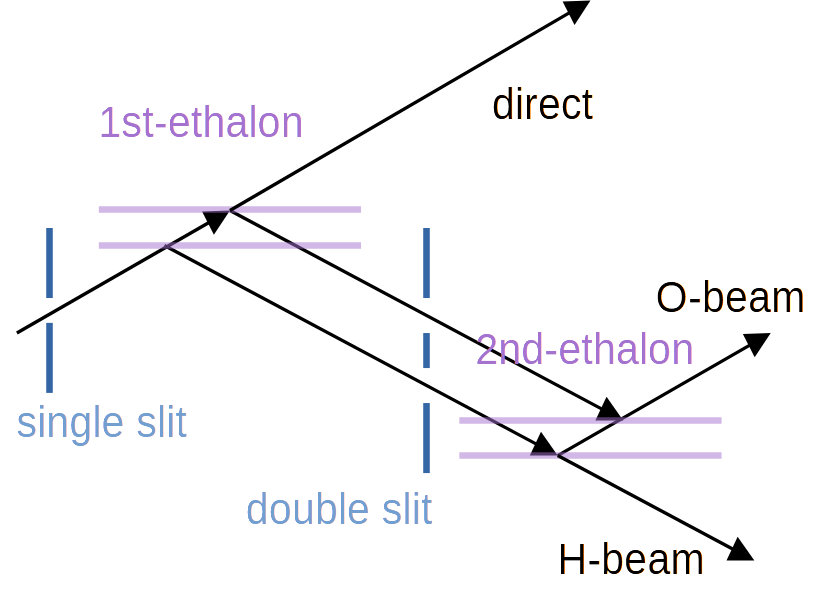 direct
1st-ethalon
O-beam
2nd-ethalon
single slit
double slit
H-beam